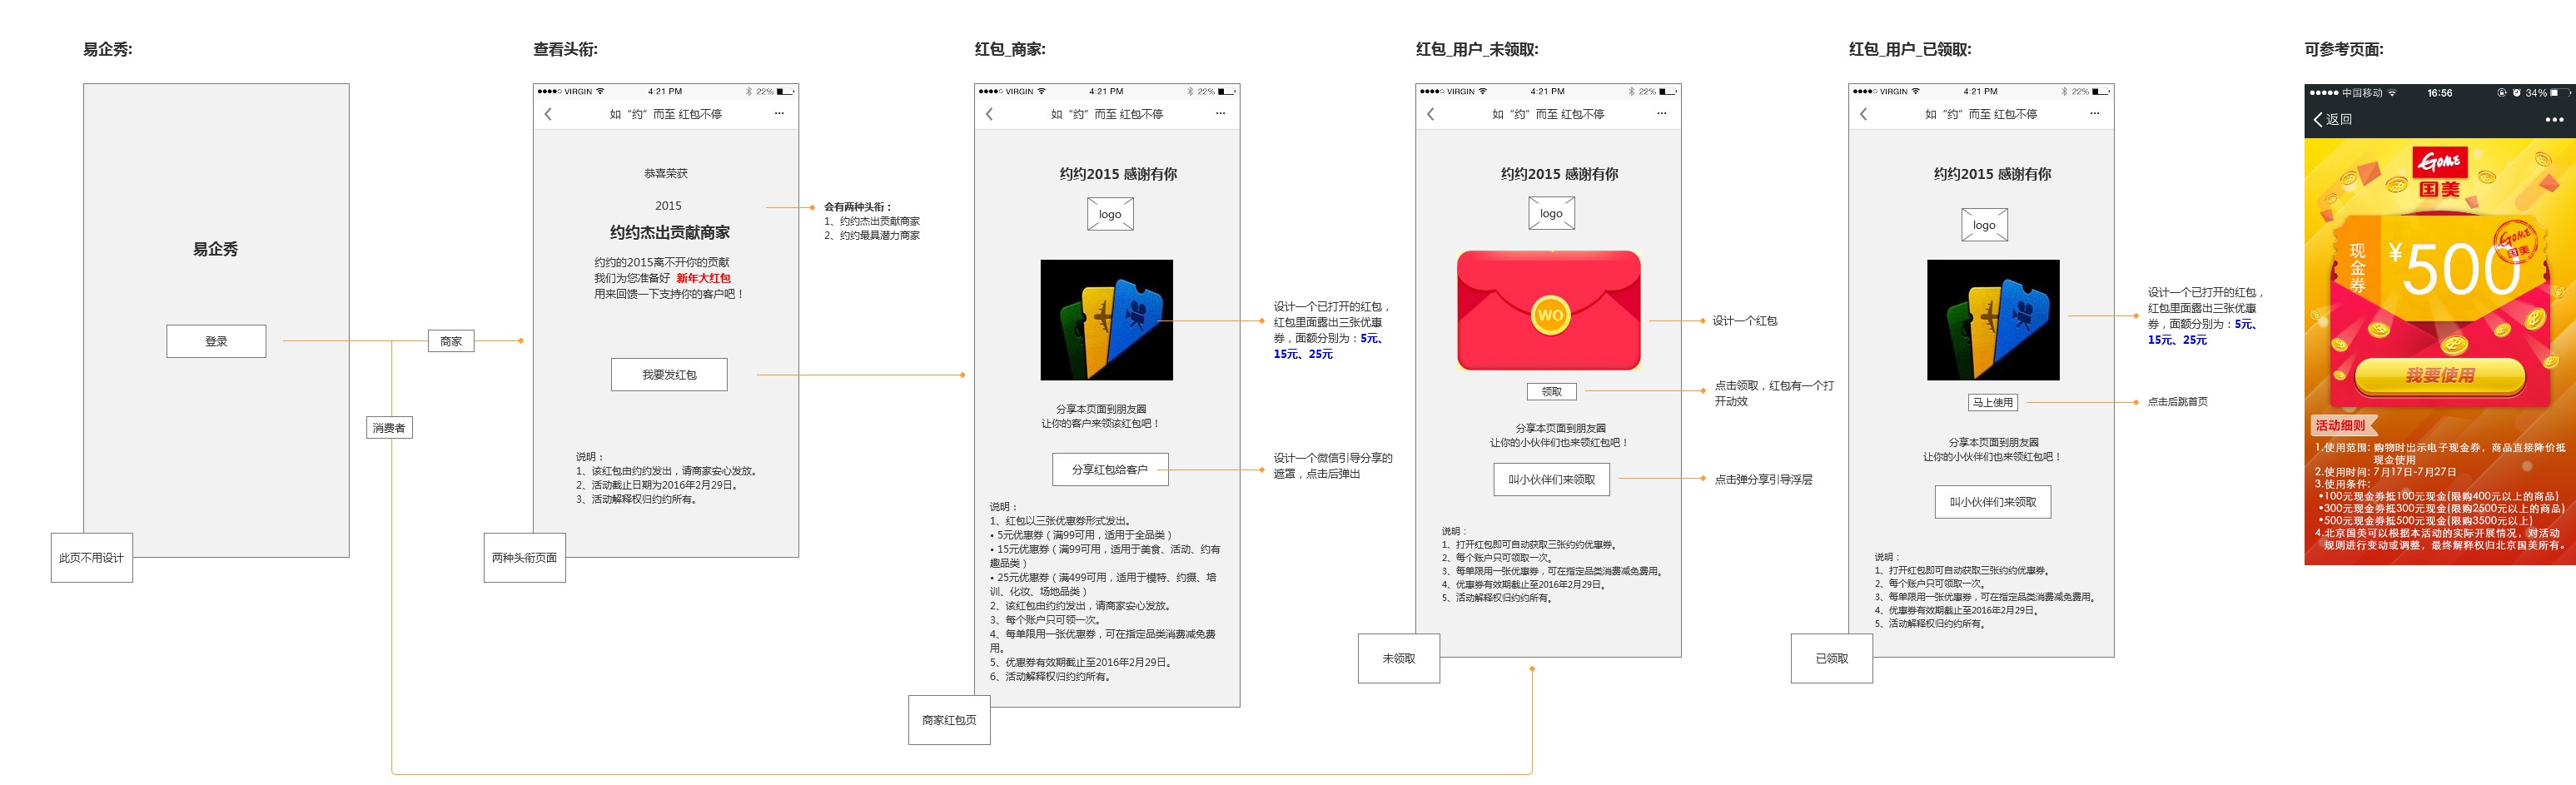 易企秀:
易企秀
登录
此页不用设计
商家
消费者
查看头衔:
VIRGIN 4:21 PM 22%
如“约”而至 红包不停
恭喜荣获
2015
约约杰出贡献商家
约约的2015离不开你的贡献
我们为您准备好 新年大红包
用来回馈一下支持你的客户吧！
我要发红包
说明：
1、该红包由约约发出，请商家安心发放。
2、活动截止日期为2016年2月29日。
3、活动解释权归约约所有。
两种头衔页面
会有两种头衔：
1、约约杰出贡献商家
2、约约最具潜力商家
红包_商家:
VIRGIN 4:21 PM 22%
如“约”而至 红包不停
约约2015 感谢有你
logo
分享本页面到朋友圈
让你的客户来领该红包吧！
分享红包给客户
说明：
1、红包以三张优惠券形式发出。
• 5元优惠券（满99可用，适用于全品类）
• 15元优惠券（满99可用，适用于美食、活动、约有
趣品类）
• 25元优惠券（满499可用，适用于模特、约摄、培
训、化妆、场地品类）
2、该红包由约约发出，请商家安心发放。
3、每个账户只可领一次。
4、每单限用一张优惠券，可在指定品类消费减免费
用。
5、优惠券有效期截止至2016年2月29日。
6、活动解释权归约约所有。
商家红包页
设计一个已打开的红包，
红包里面露出三张优惠
券，面额分别为：5元、
15元、25元
设计一个微信引导分享的
遮罩，点击后弹出
红包_用户_未领取:
VIRGIN 4:21 PM 22%
如“约”而至 红包不停
约约2015 感谢有你
logo
WO
领取
分享本页面到朋友圈
让你的小伙伴们也来领红包吧！
叫小伙伴们来领取
说明：
1、打开红包即可自动获取三张约约优惠券。
2、每个账户只可领取一次。
3、每单限用一张优惠券，可在指定品类消费减免费用。
4、优惠券有效期截止至2016年2月29日。
5、活动解释权归约约所有。
未领取
设计一个红包
点击领取，红包有一个打
开动效
点击弹分享引导浮层
红包_用户_已领取:
VIRGIN 4:21 PM 22%
如“约”而至 红包不停
约约2015 感谢有你
logo
马上使用
分享本页面到朋友圈
让你的小伙伴们也来领红包吧！
叫小伙伴们来领取
说明：
1、打开红包即可自动获取三张约约优惠券。
2、每个账户只可领取一次。
3、每单限用一张优惠券，可在指定品类消费减免费用。
4、优惠券有效期截止至2016年2月29日。
5、活动解释权归约约所有。
已领取
设计一个已打开的红包，
红包里面露出三张优惠
券，面额分别为：5元、
15元、25元
点击后跳首页
可参考页面:
中国移动 16:56 34%
返回
GOME
国美
现金券
¥500
GOME
国美
我要使用
活动细则
1.使用范围: 购物时出示电子现金券，商品直接降价抵
现金使用
2.使用时间: 7月17日-7月27日
3.使用条件:
•100元现金券抵100元现金(限购400元以上的商品)
•300元现金券抵300元现金(限购2500元以上的商品)
•500元现金券抵500元现金(限购3500元以上)
4.北京国美可以根据本活动的实际开展情况，对活动
规则进行变动或调整，最终解释权归北京国美所有。